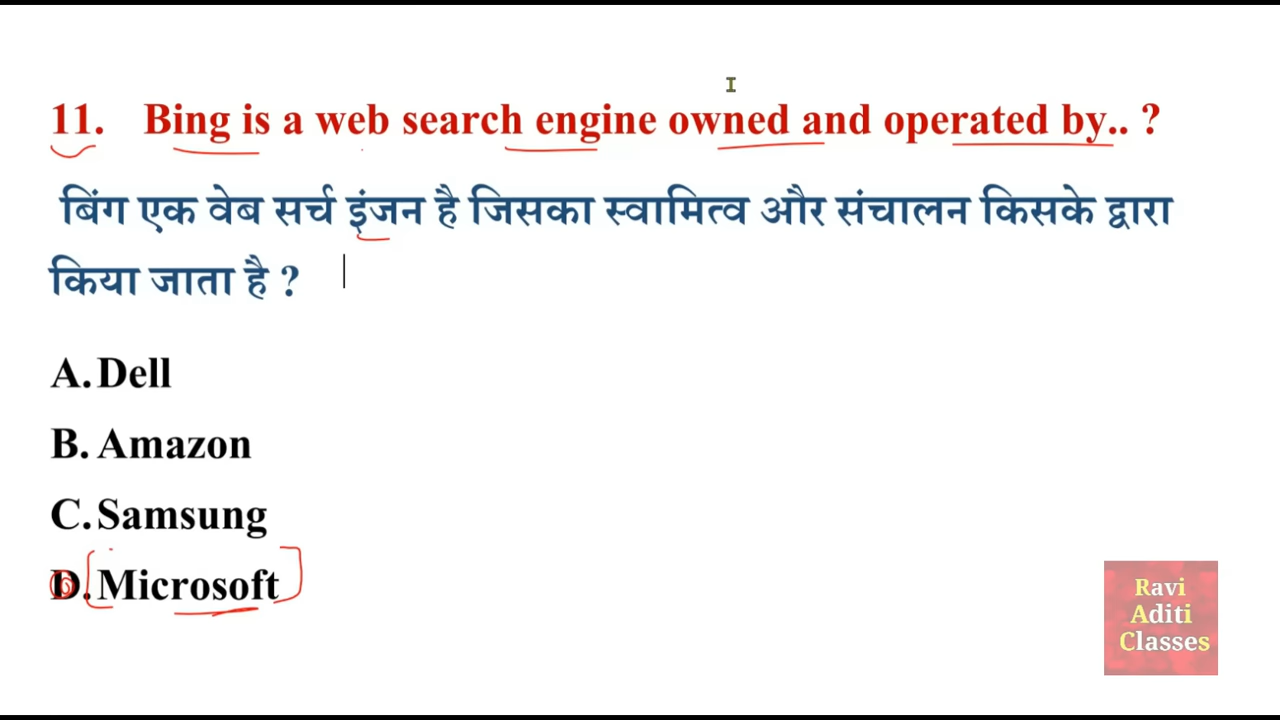 11. Bing is a web search engine owned and operated by.. ?
बिंग एक वेब सर्च इंजन है जिसका स्वामित्व और संचालन किसके द्वारा
किया जाता है ?
A. Dell
B. Amazon
C. Samsung
D. Microsoft
Ravi
Aditi
Classes